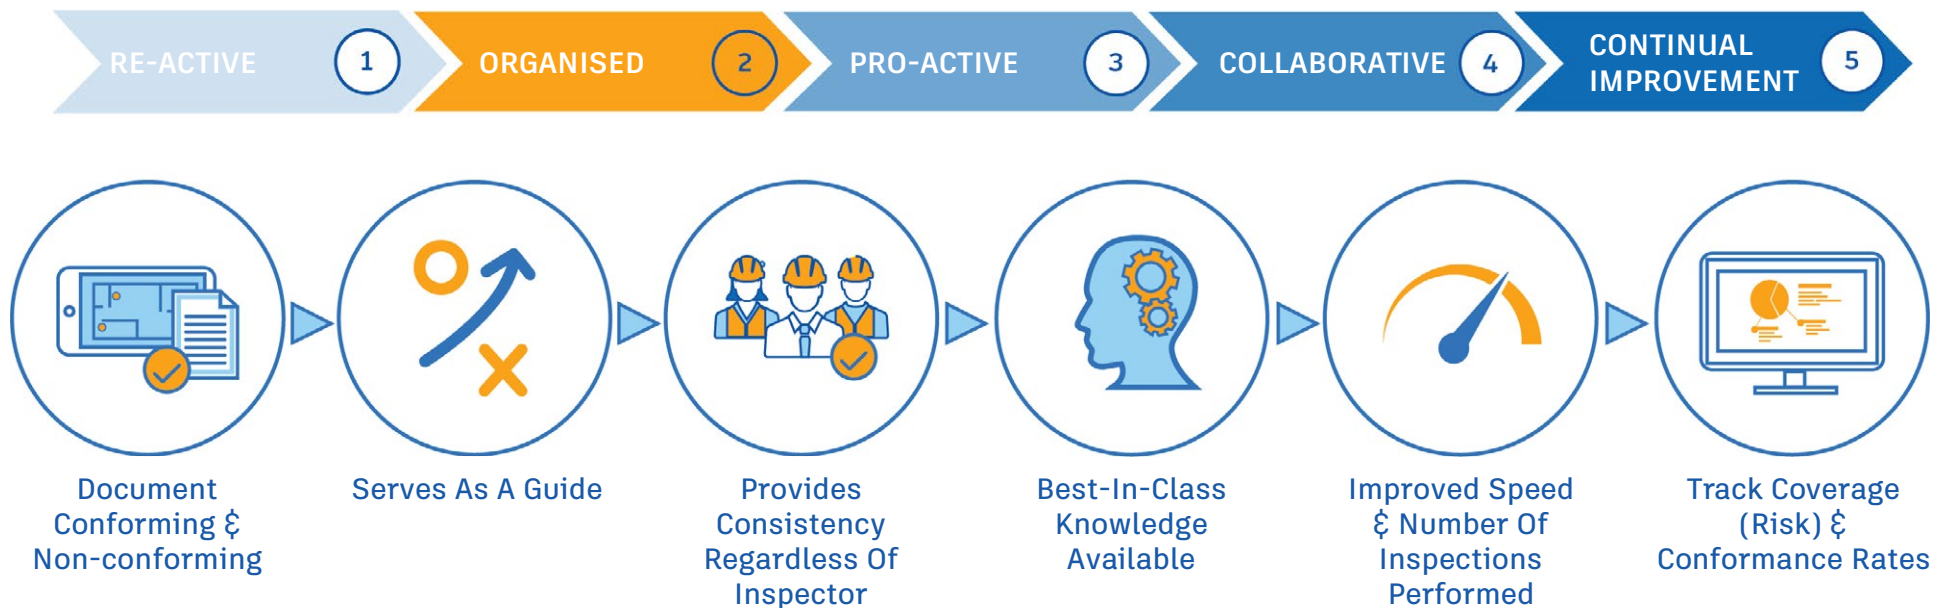 RE-ACTIVE
1
ORGANISED
2
PRO-ACTIVE
3
COLLABORATIVE
4
CONTINUAL
IMPROVEMENT
5
Document
Conforming &
Non-conforming
Serves As A Guide
Provides
Consistency
Regardless Of
Inspector
Best-In-Class
Knowledge
Available
Improved Speed
& Number Of
Inspections
Performed
Track Coverage
(Risk) &
Conformance Rates